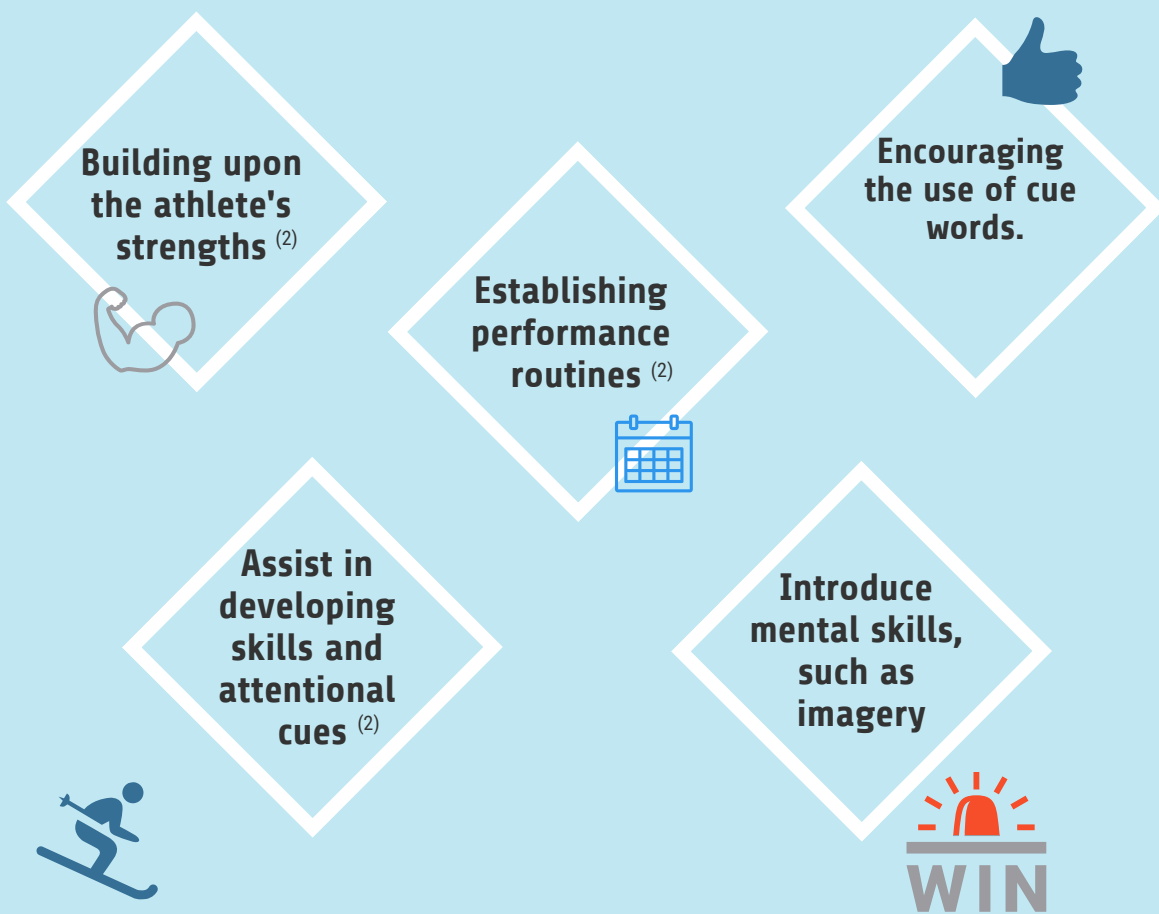 Building upon
the athlete's
strengths (2)
Encouraging
the use of cue
words.
Establishing
performance
routines (2)
Assist in
developing
skills and
attentional
cues (2)
Introduce
mental skills,
such as
imagery
WIN